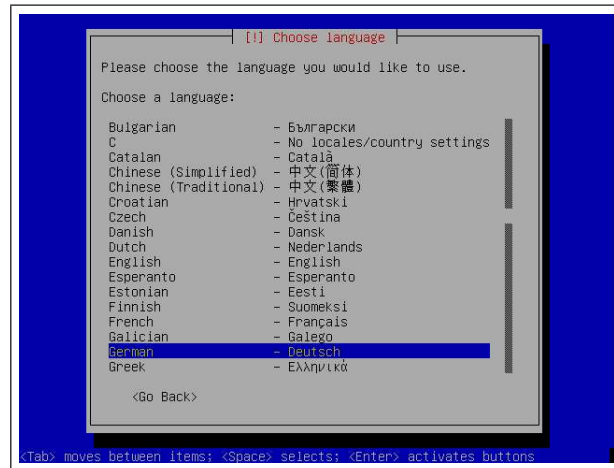 [!] Choose language
Please choose the language you would like to use.
Choose a language:
Bulgarian - Български
C - No locales/country settings
Catalan - Català
Chinese (Simplified) - 中文(简体)
Chinese (Traditional) - 中文(繁體)
Croatian - Hrvatski
Czech - Čeština
Danish - Dansk
Dutch - Nederlands
English - English
Esperanto - Esperanto
Estonian - Eesti
Finnish - Suomeksi
French - Français
Galician - Galego
German - Deutsch
Greek - Ελληνικά
<Go Back>
<Tab> moves between items; <Space> selects; <Enter> activates buttons